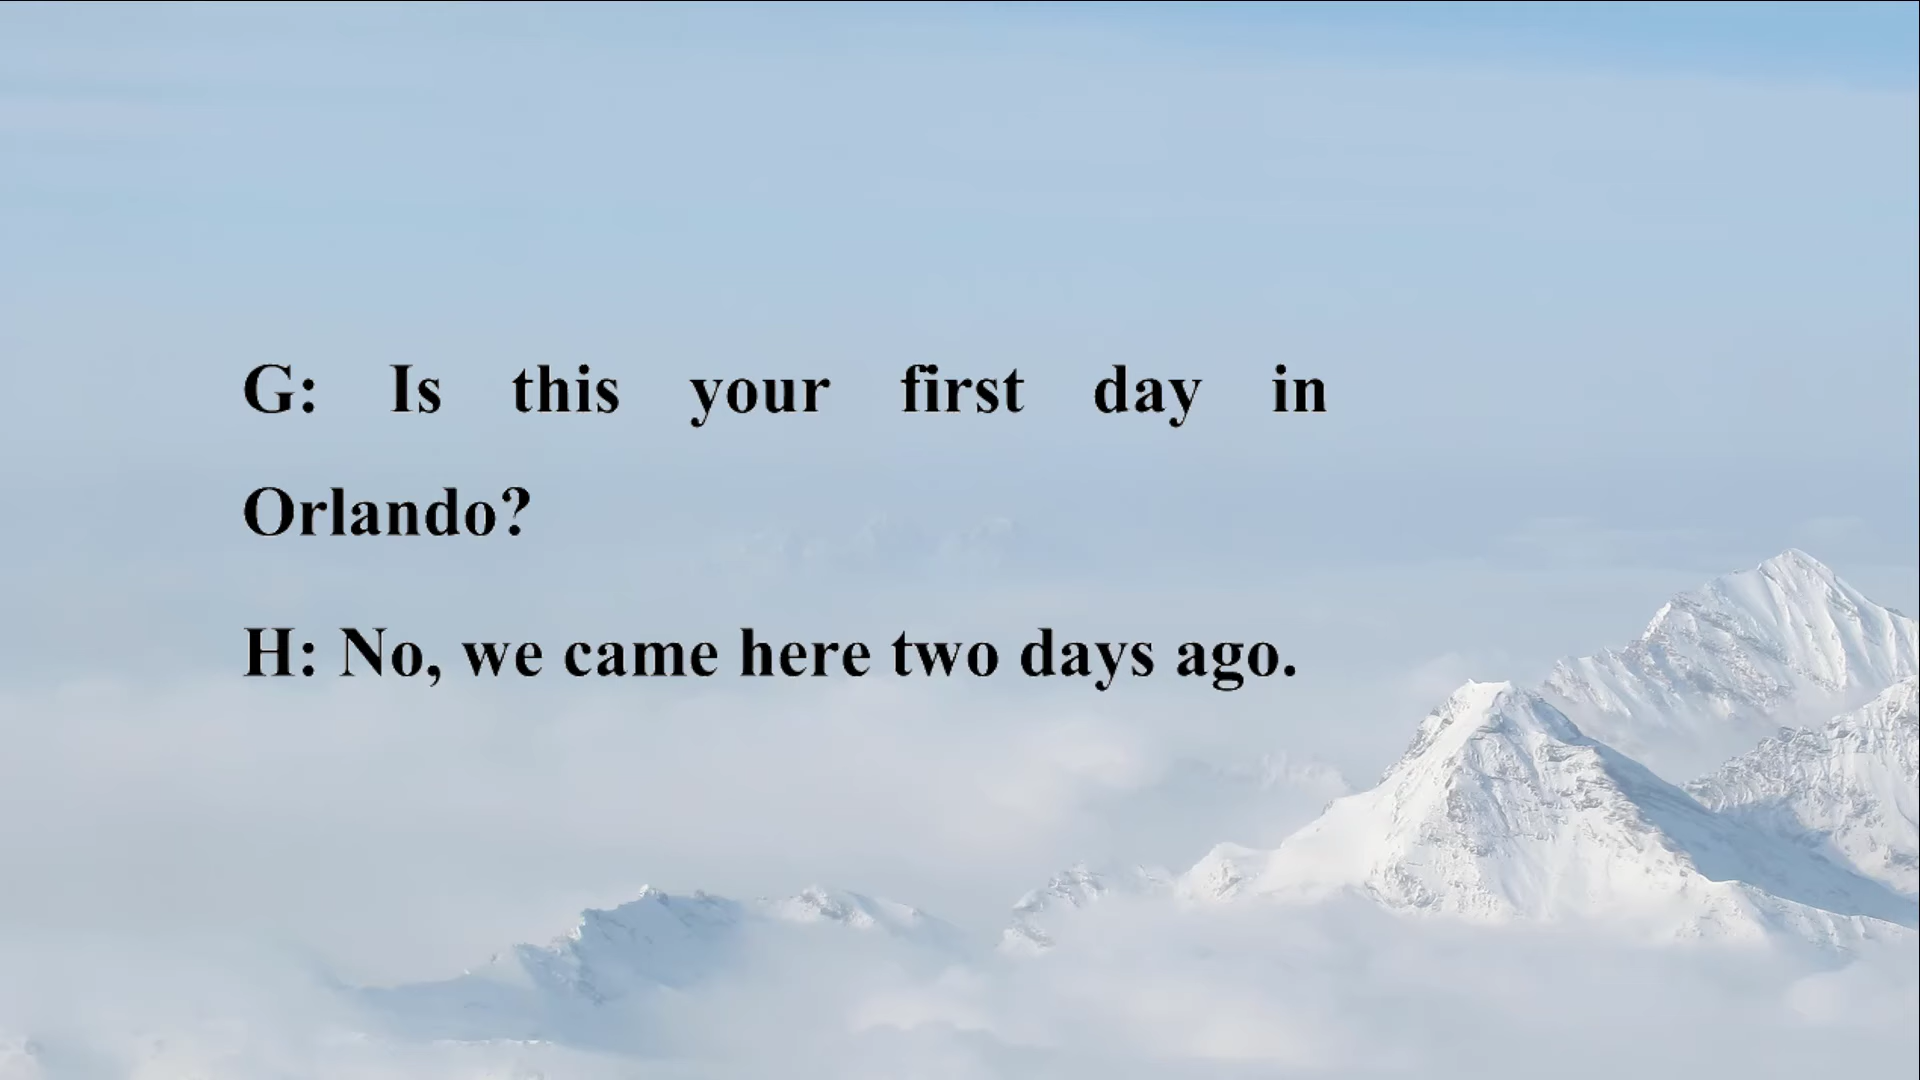 G: Is this your first day in
Orlando?
H: No, we came here two days ago.